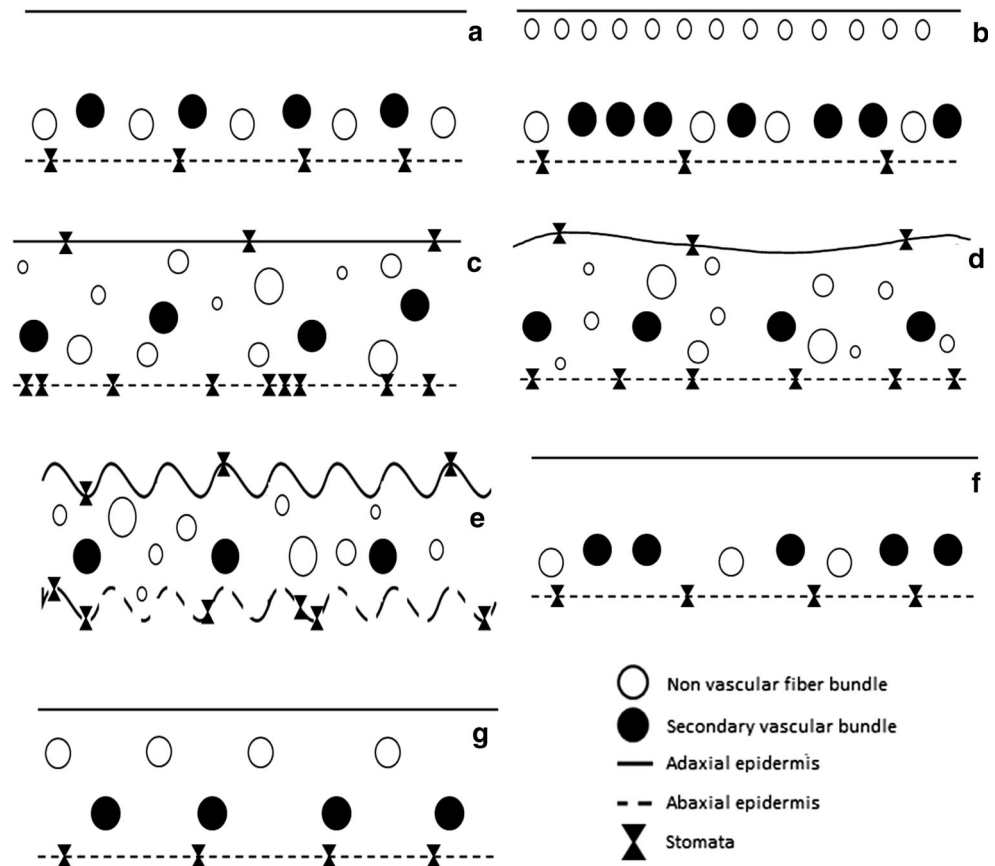 a
b
c
d
e
f
g
Non vascular fiber bundle
Secondary vascular bundle
Adaxial epidermis
Abaxial epidermis
Stomata